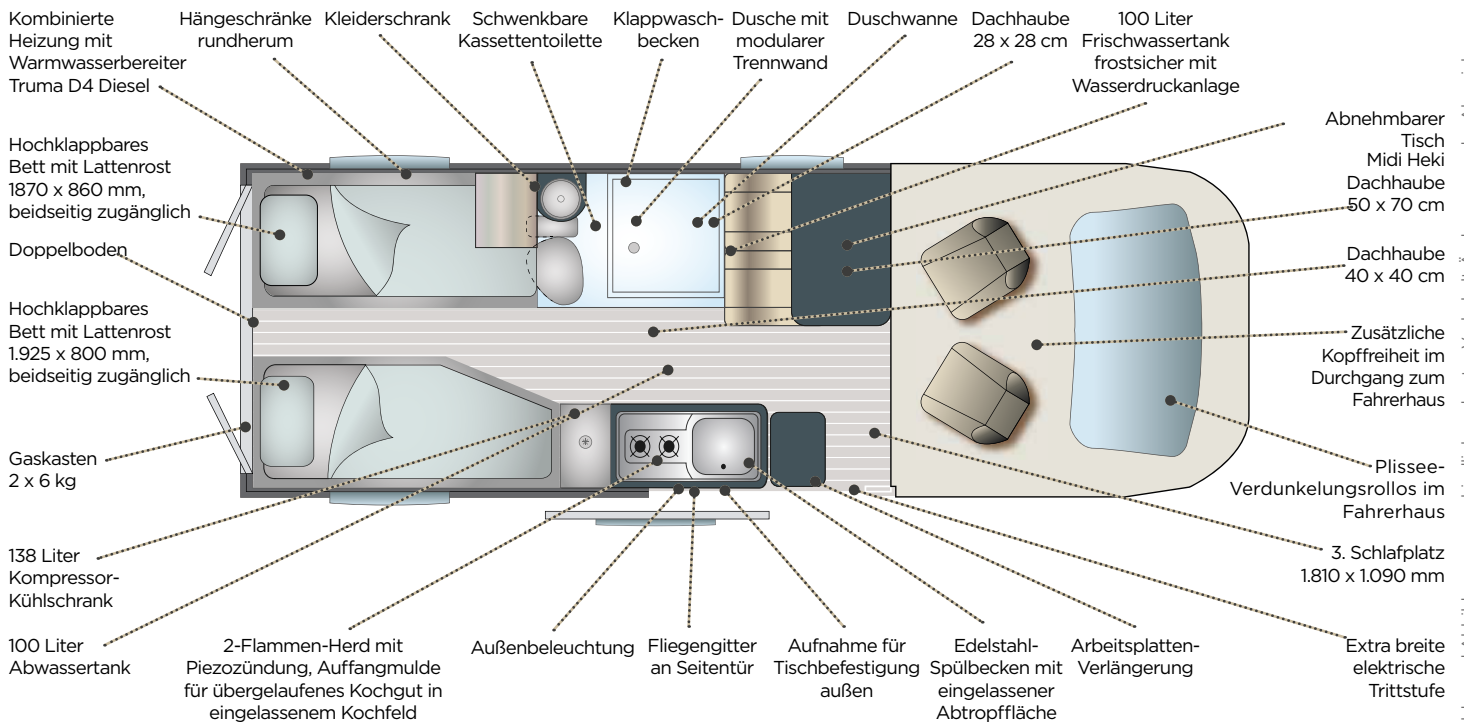 Kombinierte
Heizung mit
Warmwasserbereiter
Truma D4 Diesel
Hängeschränke
rundherum
Kleiderschrank
Schwenkbare
Kassettentoilette
Klappwasch-
becken
Dusche mit
modularer
Trennwand
Duschwanne
Dachhaube
28 x 28 cm
100 Liter
Frischwassertank
frostsicher mit
Wasserdruckanlage
Abnehmbarer
Tisch
Midi Heki
Dachhaube
50 x 70 cm
Dachhaube
40 x 40 cm
Zusätzliche
Kopffreiheit im
Durchgang zum
Fahrerhaus
Plissee-
Verdunkelungsrollos im
Fahrerhaus
3. Schlafplatz
1.810 x 1.090 mm
Extra breite
elektrische
Trittstufe
Hochklappbares
Bett mit Lattenrost
1870 x 860 mm,
beidseitig zugänglich
Doppelboden
Hochklappbares
Bett mit Lattenrost
1.925 x 800 mm,
beidseitig zugänglich
Gaskasten
2 x 6 kg
138 Liter
Kompressor-
Kühlschrank
100 Liter
Abwassertank
2-Flammen-Herd mit
Piezozündung, Auffangmulde
für übergelaufenes Kochgut in
eingelassenem Kochfeld
Außenbeleuchtung
Fliegengitter
an Seitentür
Aufnahme für
Tischbefestigung
außen
Edelstahl-
Spülbecken mit
eingelassener
Abtropffläche
Arbeitsplatten-
Verlängerung